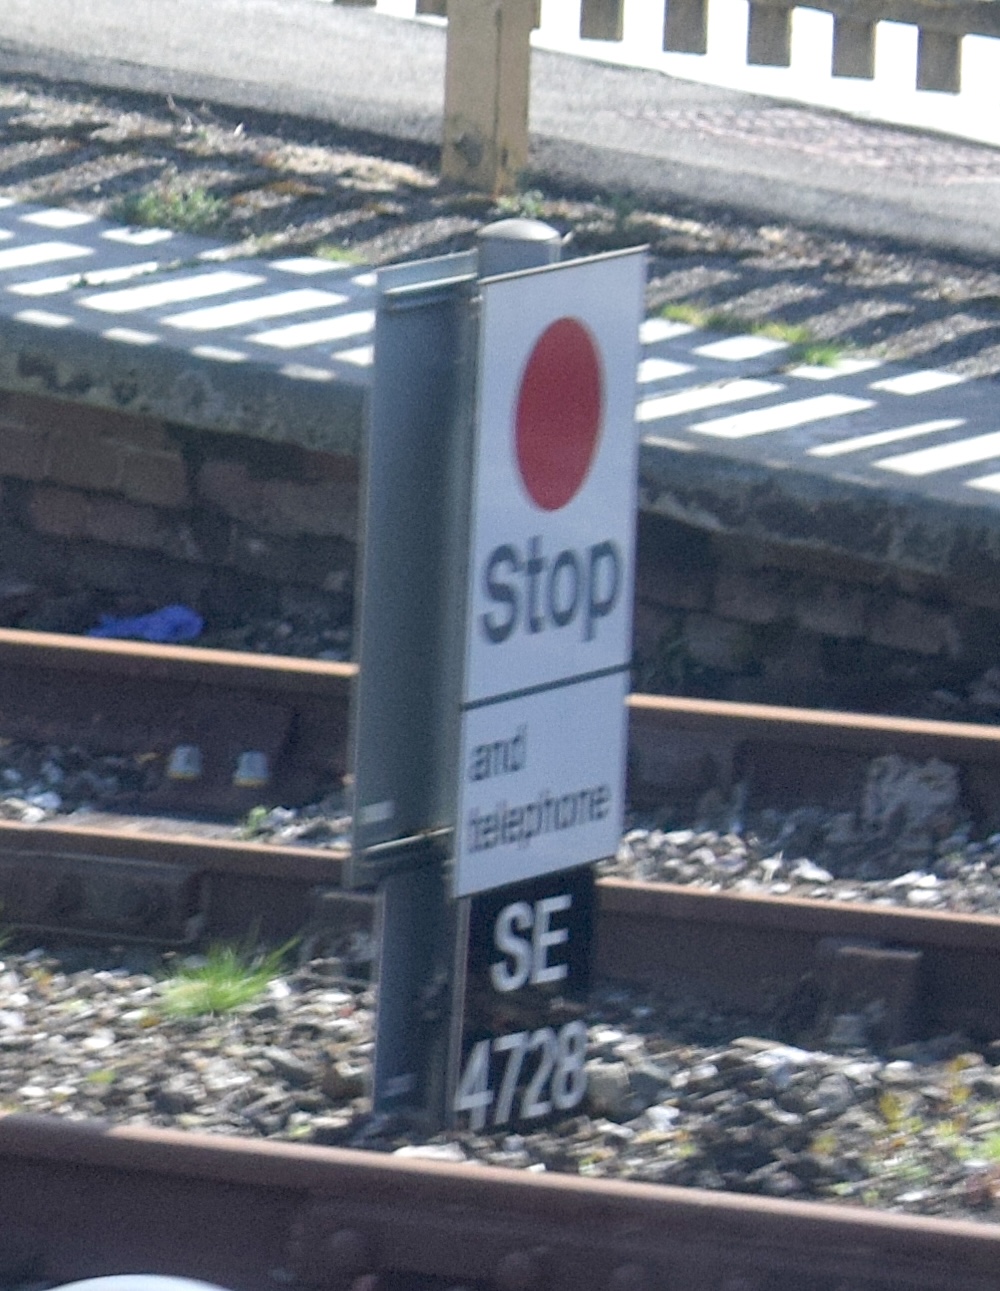 Stop
and
telephone
SE
4728